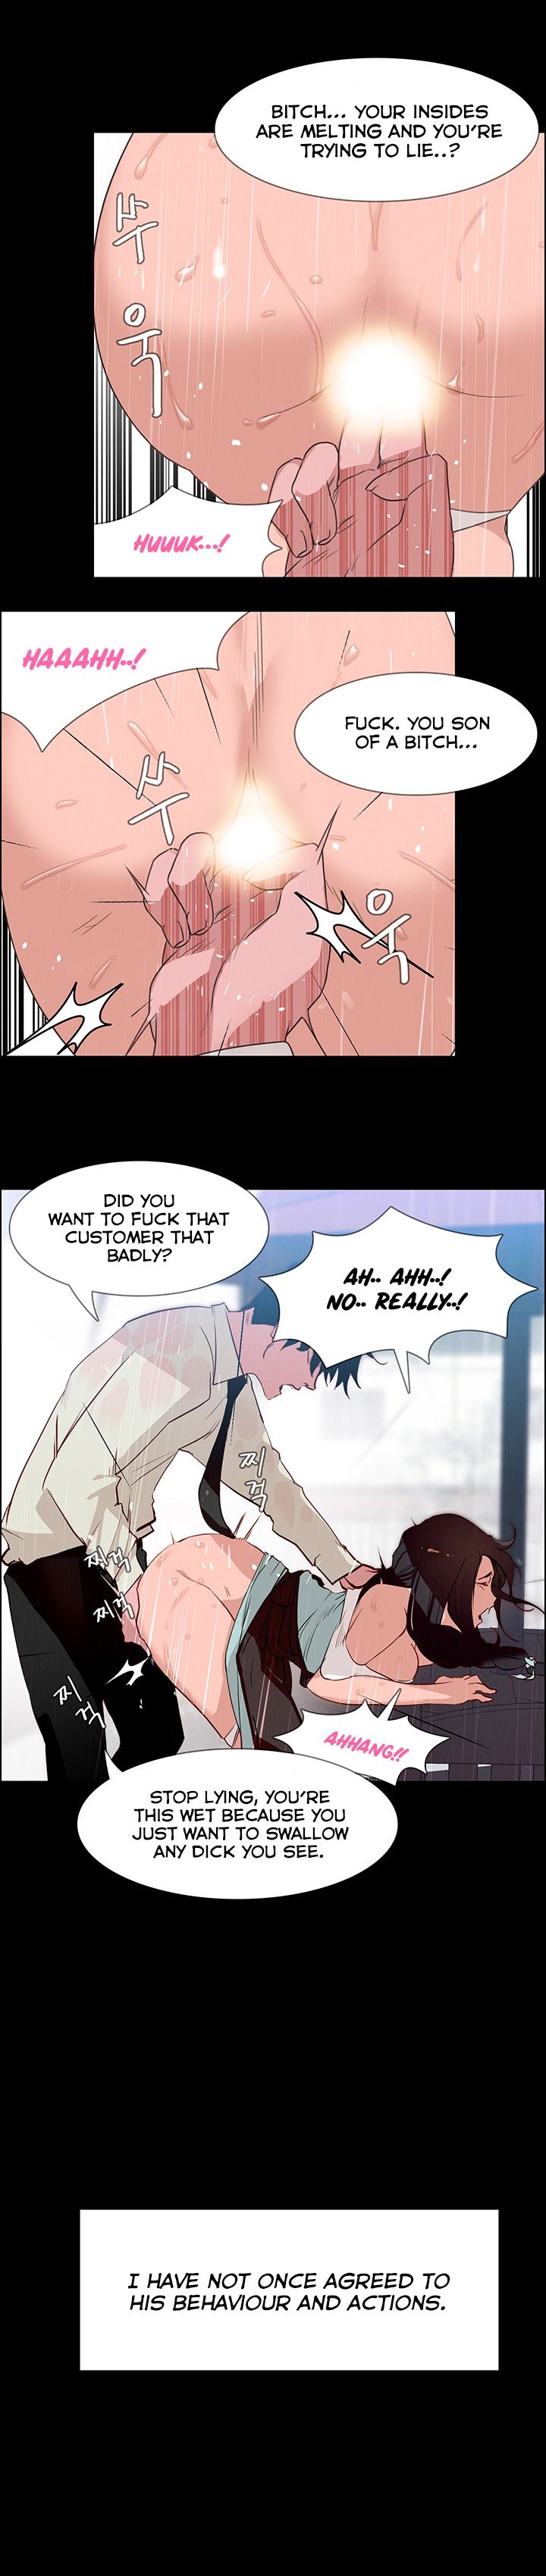 BITCH... YOUR INSIDES
ARE MELTING AND YOU'RE
TRYING TO LIE..?
쑤
욱
HUUUK...!
HAAAHH..!
FUCK. YOU SON
OF A BITCH...
쑤
욱
DID YOU
WANT TO FUCK THAT
CUSTOMER THAT
BADLY?
AH.. AHH..!
NO.. REALLY..!
찌걱
찌걱
찌걱
찌걱
AHHANG!!
STOP LYING, YOU'RE
THIS WET BECAUSE YOU
JUST WANT TO SWALLOW
ANY DICK YOU SEE.
I HAVE NOT ONCE AGREED TO
HIS BEHAVIOUR AND ACTIONS.